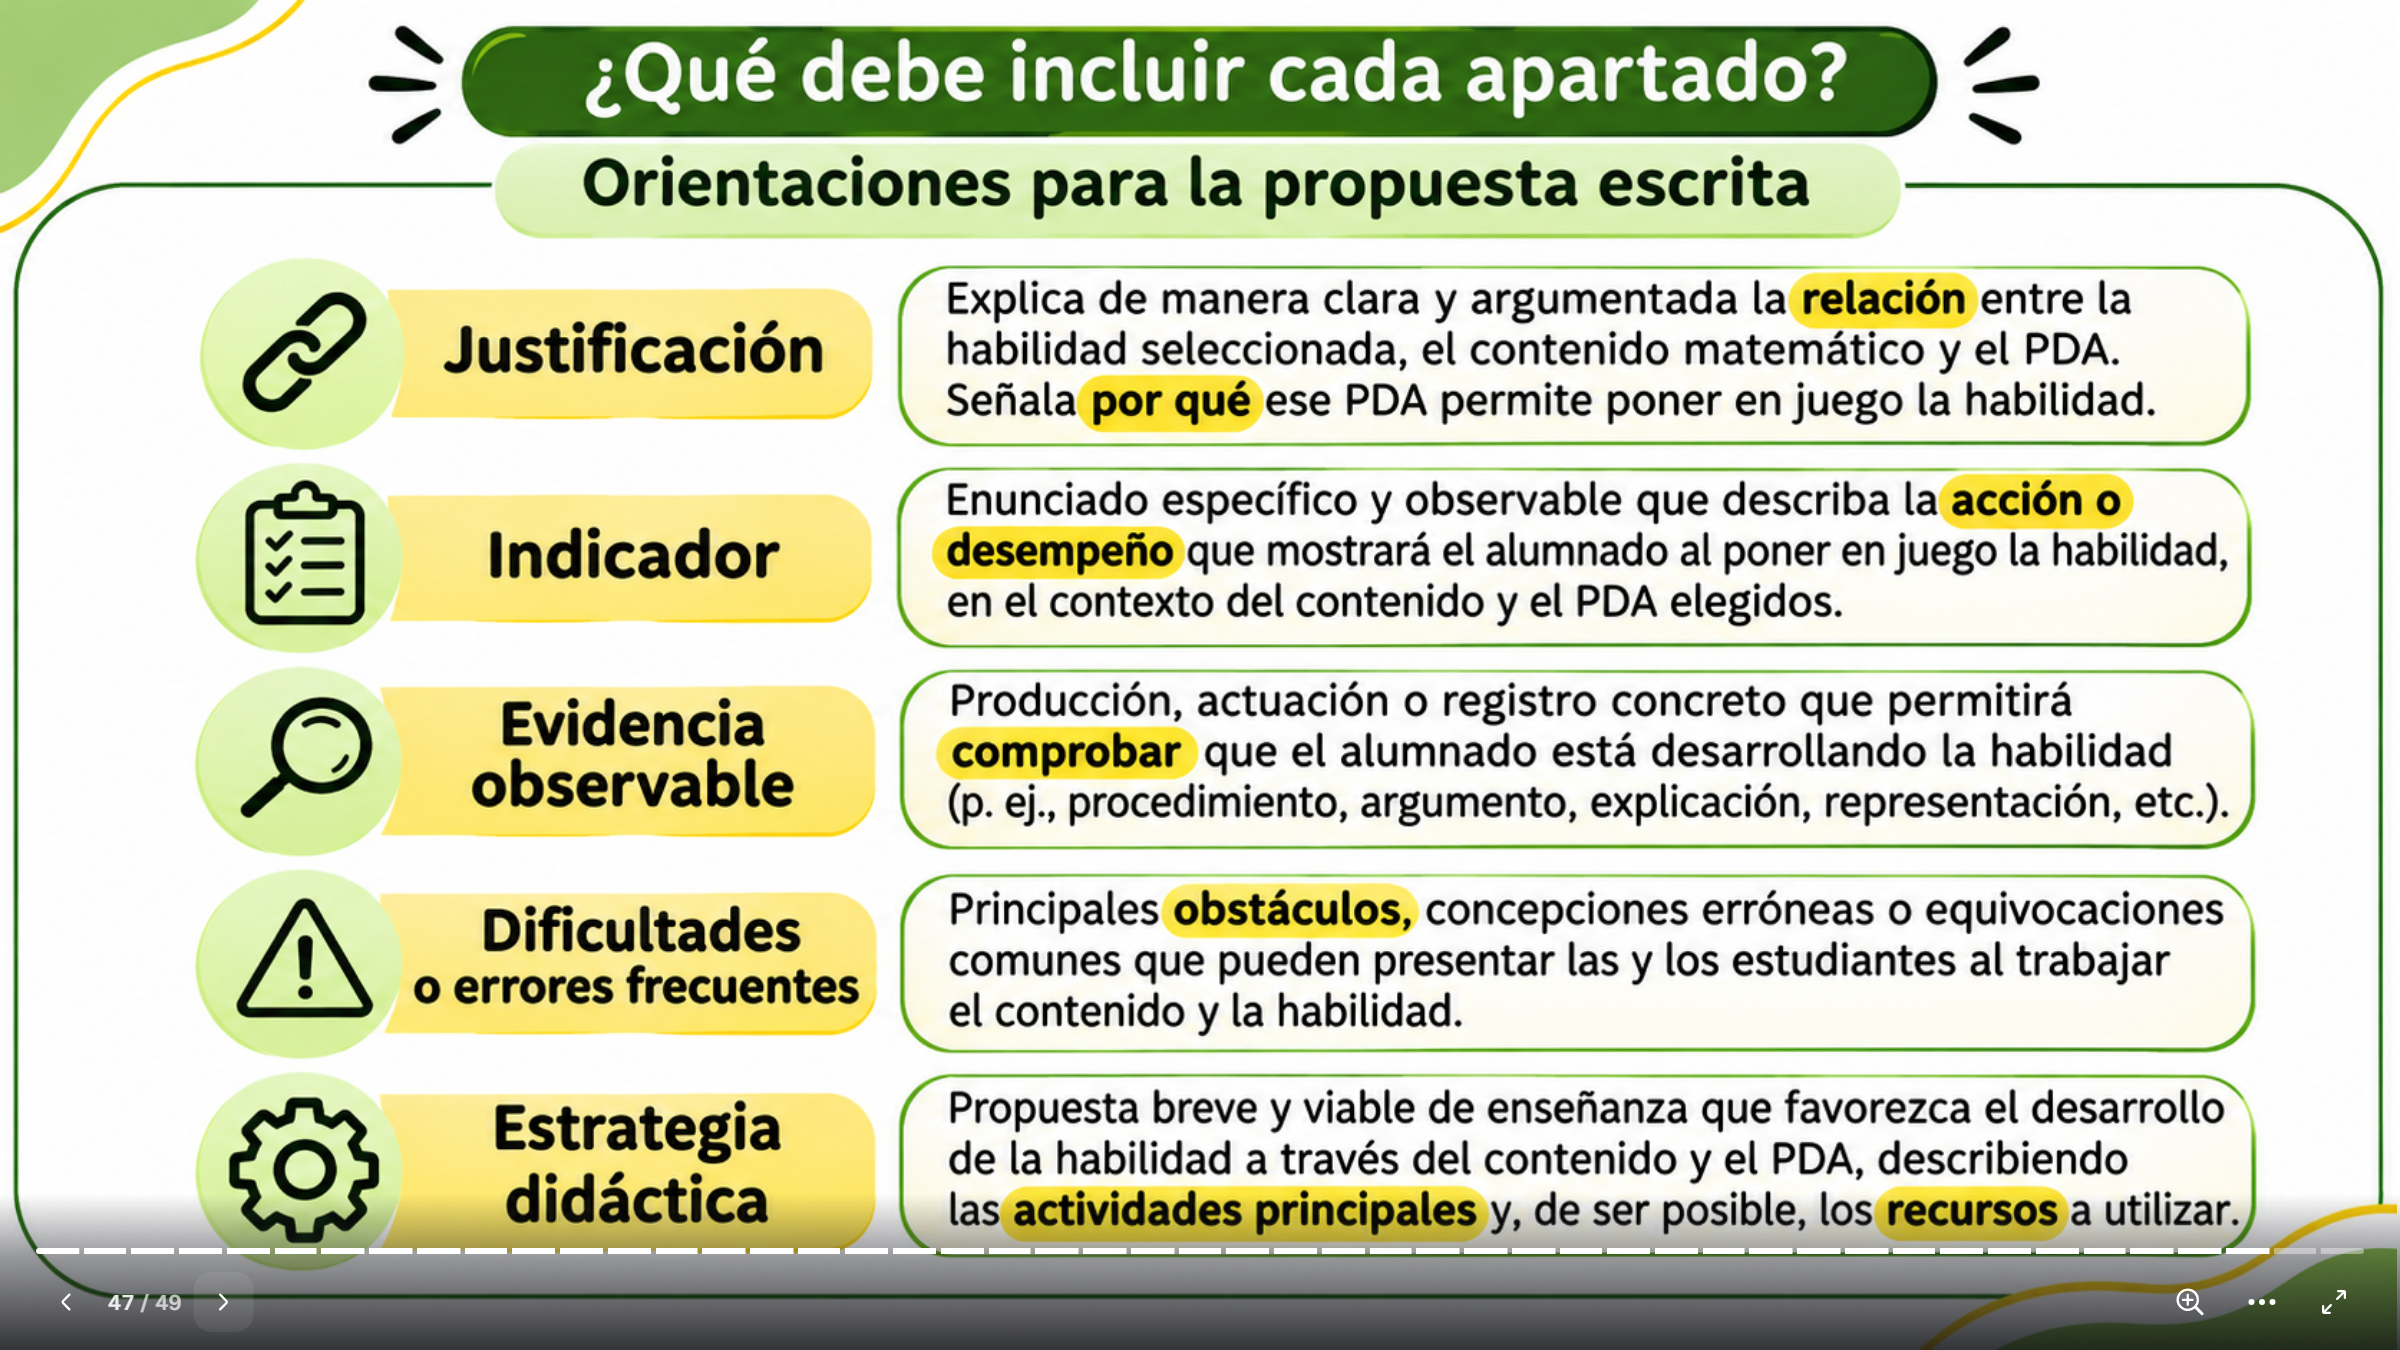 ¿Qué debe incluir cada apartado?
Orientaciones para la propuesta escrita
Justificación
Explica de manera clara y argumentada la relación entre la
habilidad seleccionada, el contenido matemático y el PDA.
Señala por qué ese PDA permite poner en juego la habilidad.
Indicador
Enunciado específico y observable que describa la acción o
desempeño que mostrará el alumnado al poner en juego la habilidad,
en el contexto del contenido y el PDA elegidos.
Evidencia
observable
Producción, actuación o registro concreto que permitirá
comprobar que el alumnado está desarrollando la habilidad
(p. ej., procedimiento, argumento, explicación, representación, etc.).
Dificultades
o errores frecuentes
Principales obstáculos, concepciones erróneas o equivocaciones
comunes que pueden presentar las y los estudiantes al trabajar
el contenido y la habilidad.
Estrategia
didáctica
Propuesta breve y viable de enseñanza que favorezca el desarrollo
de la habilidad a través del contenido y el PDA, describiendo
las actividades principales y, de ser posible, los recursos a utilizar.
47 / 49